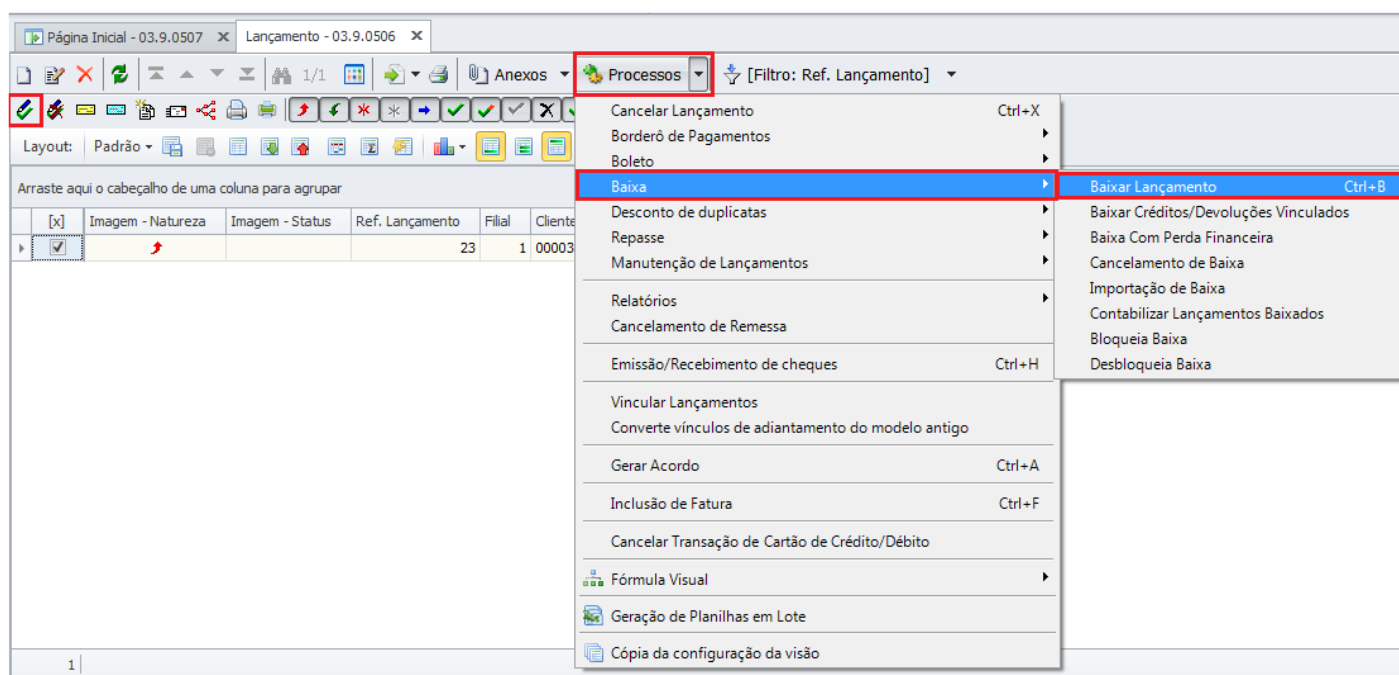 Página Inicial - 03.9.0507 Lançamento - 03.9.0506
1/1 Anexos Processos [Filtro: Ref. Lançamento]
Layout: Padrão
Arraste aqui o cabeçalho de uma coluna para agrupar
[x] Imagem - Natureza Imagem - Status Ref. Lançamento Filial Cliente
23 1 00003
1
Cancelar Lançamento Ctrl+X
Borderô de Pagamentos
Boleto
Baixa
Desconto de duplicatas
Repasse
Manutenção de Lançamentos
Relatórios
Cancelamento de Remessa
Emissão/Recebimento de cheques Ctrl+H
Vincular Lançamentos
Converte vínculos de adiantamento do modelo antigo
Gerar Acordo Ctrl+A
Inclusão de Fatura Ctrl+F
Cancelar Transação de Cartão de Crédito/Débito
Fórmula Visual
Geração de Planilhas em Lote
Cópia da configuração da visão
Baixar Lançamento Ctrl+B
Baixar Créditos/Devoluções Vinculados
Baixa Com Perda Financeira
Cancelamento de Baixa
Importação de Baixa
Contabilizar Lançamentos Baixados
Bloqueia Baixa
Desbloqueia Baixa